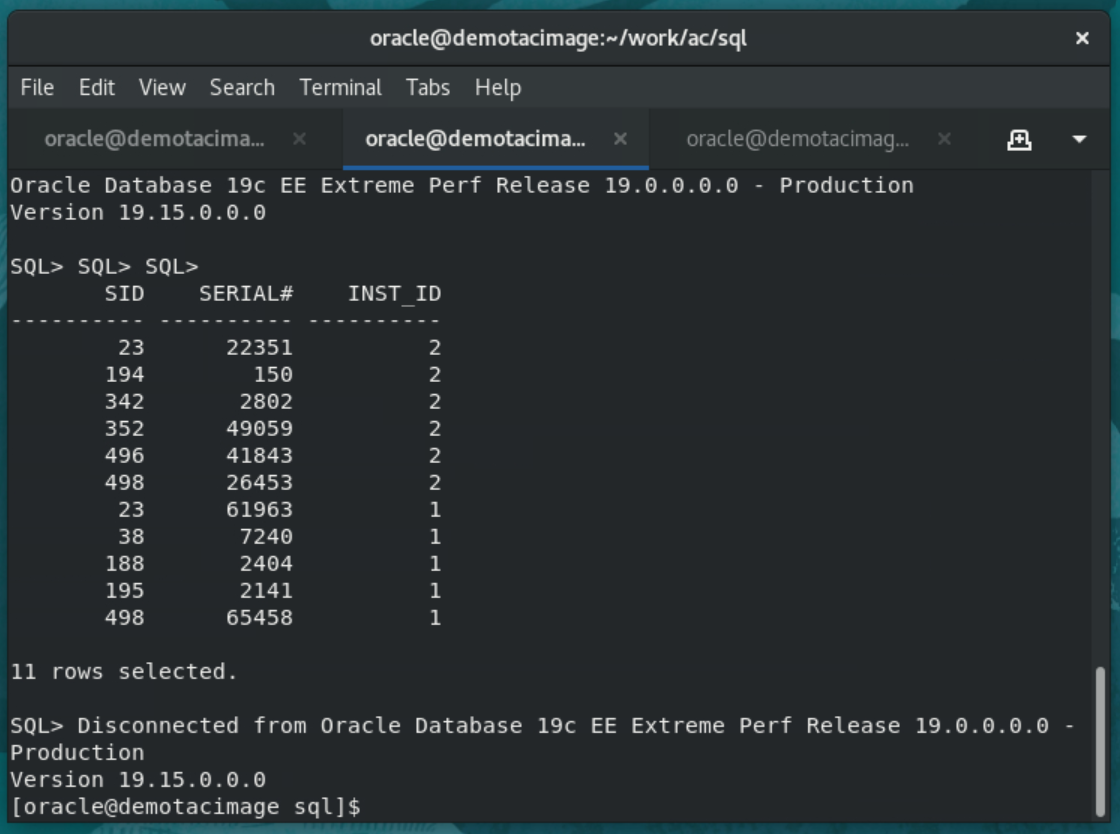 oracle@demotacimage:~/work/ac/sql
File Edit View Search Terminal Tabs Help
oracle@demotacima... oracle@demotacima... oracle@demotacimag...
Oracle Database 19c EE Extreme Perf Release 19.0.0.0.0 - Production
Version 19.15.0.0.0
SQL> SQL> SQL>
       SID    SERIAL#    INST_ID
---------- ---------- ----------
        23      22351          2
       194        150          2
       342       2802          2
       352      49059          2
       496      41843          2
       498      26453          2
        23      61963          1
        38       7240          1
       188       2404          1
       195       2141          1
       498      65458          1
11 rows selected.
SQL> Disconnected from Oracle Database 19c EE Extreme Perf Release 19.0.0.0.0 -
Production
Version 19.15.0.0.0
[oracle@demotacimage sql]$